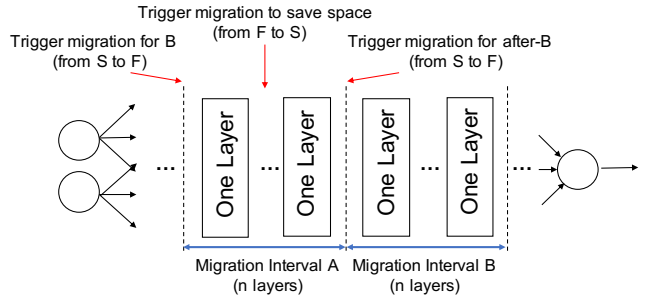 Trigger migration to save space
(from F to S)
Trigger migration for B
(from S to F)
Trigger migration for after-B
(from S to F)
One Layer
...
One Layer
One Layer
...
One Layer
...
...
Migration Interval A
(n layers)
Migration Interval B
(n layers)